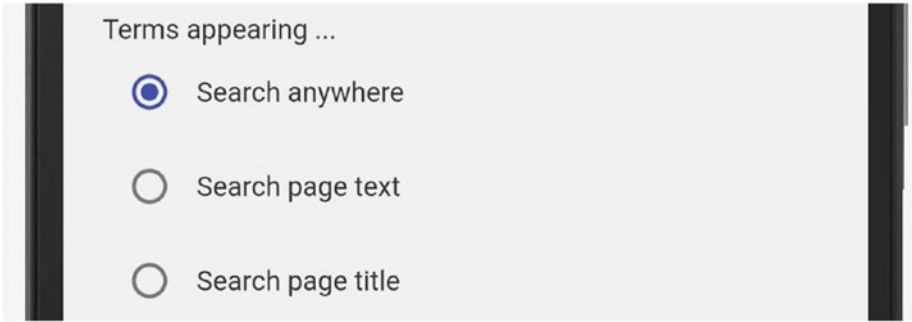 Terms appearing ...
Search anywhere
Search page text
Search page title